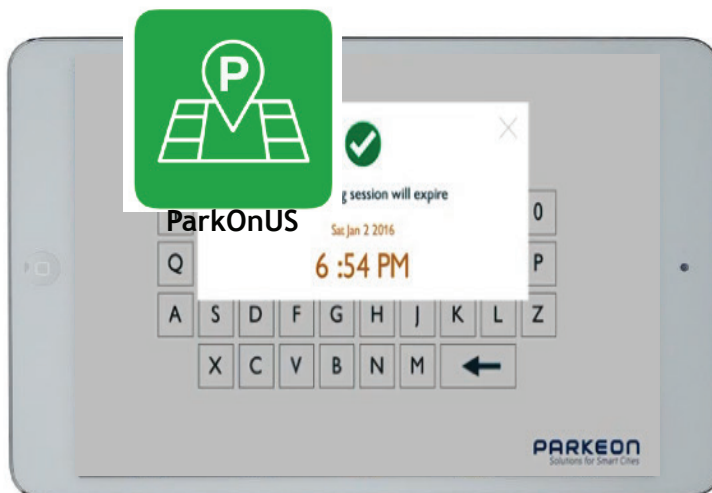 P
g session will expire
ParkOnUS
Sat Jan 2 2016
0
6 :54 PM
Q
P
A S D F G H J K L Z
X C V B N M
PARKEON
Solutions for Smart Cities